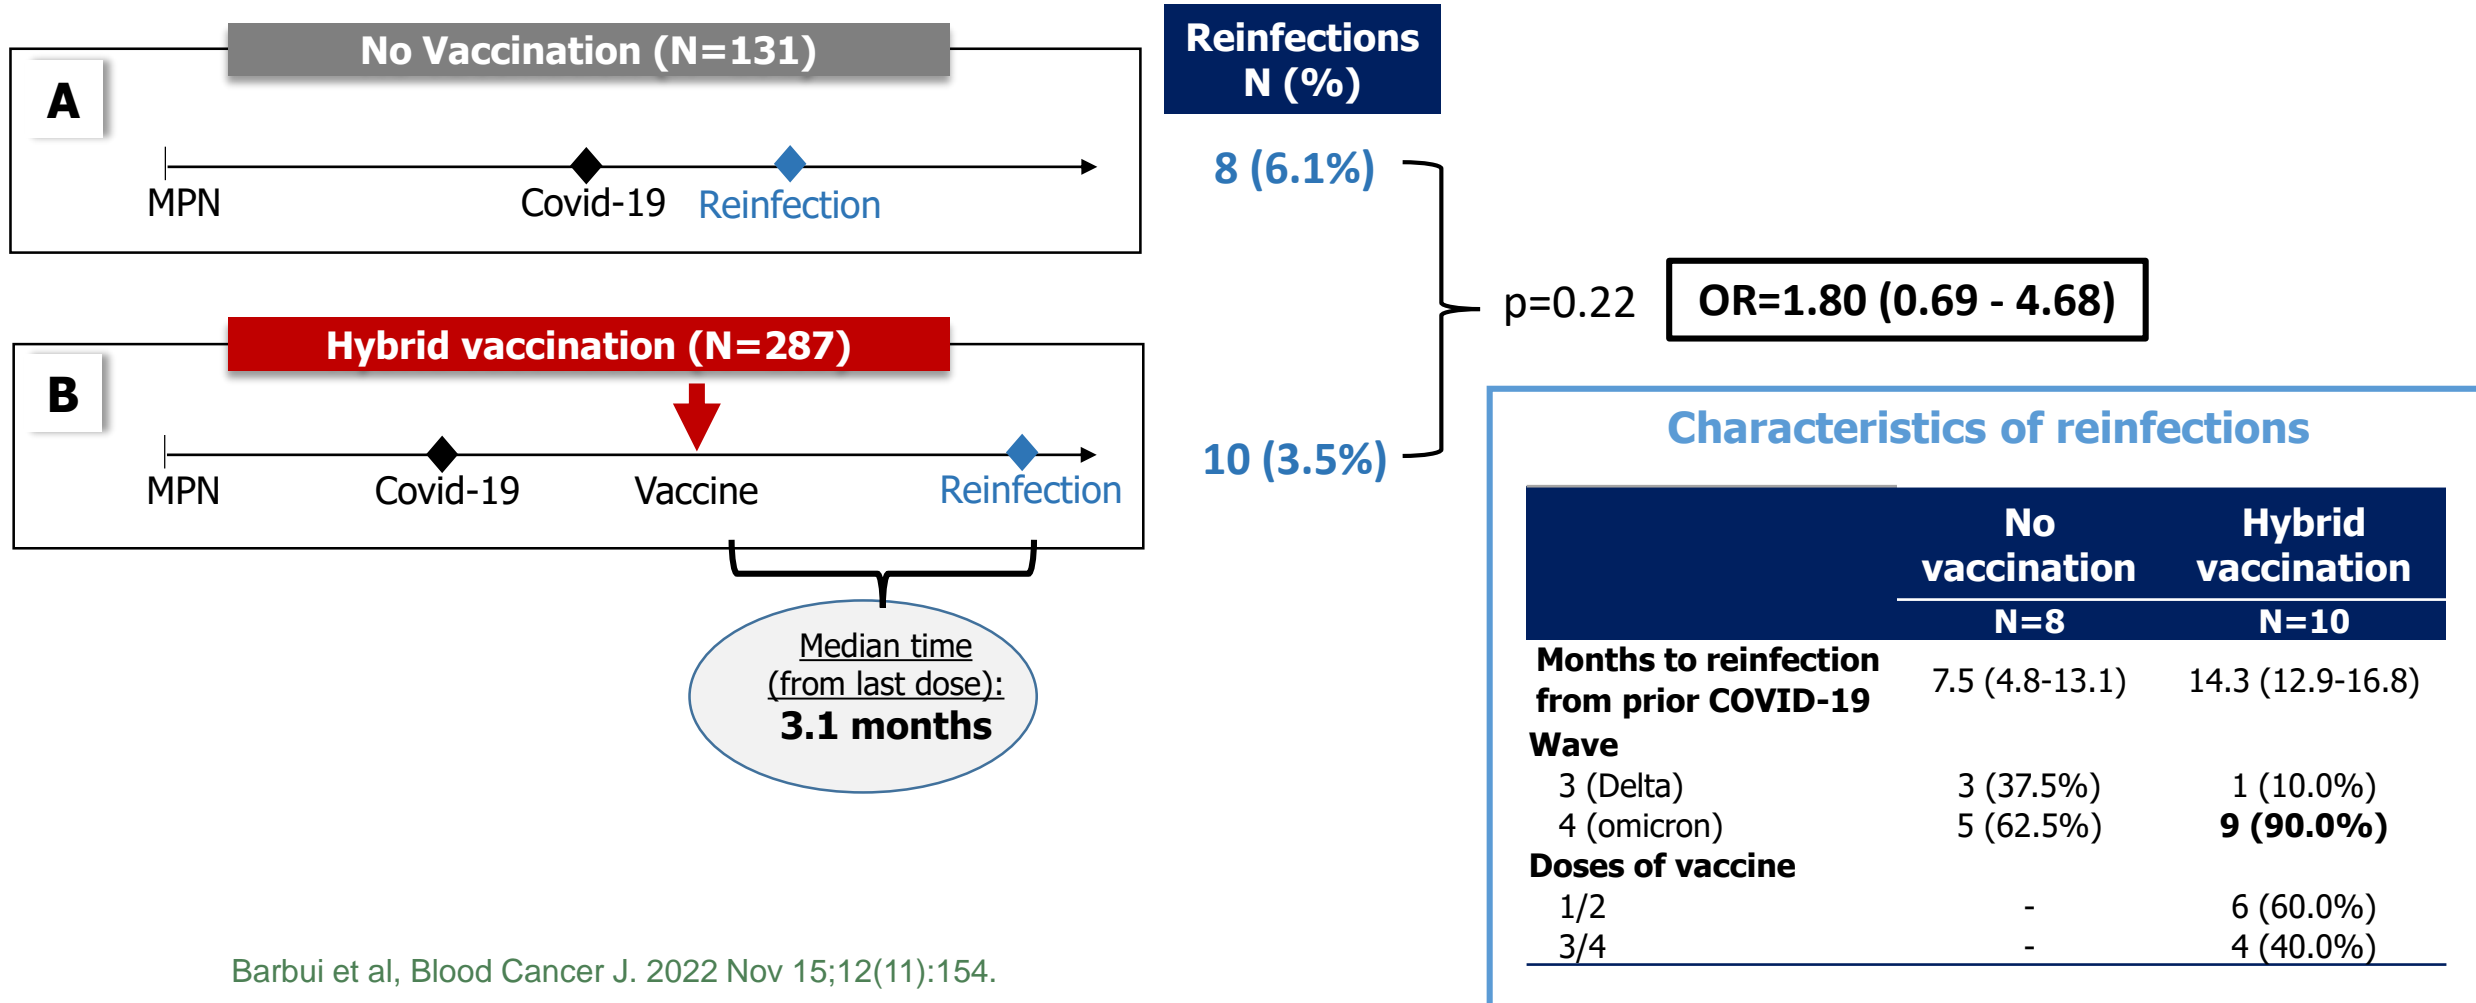 No Vaccination (N=131)
A
MPN
Covid-19
Reinfection
Reinfections
N (%)
8 (6.1%)
Hybrid vaccination (N=287)
B
MPN
Covid-19
Vaccine
Reinfection
10 (3.5%)
p=0.22
OR=1.80 (0.69 - 4.68)
Median time
(from last dose):
3.1 months
Characteristics of reinfections
No Hybrid
vaccination vaccination
N=8 N=10
Months to reinfection
from prior COVID-19 7.5 (4.8-13.1) 14.3 (12.9-16.8)
Wave
3 (Delta) 3 (37.5%) 1 (10.0%)
4 (omicron) 5 (62.5%) 9 (90.0%)
Doses of vaccine
1/2 - 6 (60.0%)
3/4 - 4 (40.0%)
Barbui et al, Blood Cancer J. 2022 Nov 15;12(11):154.